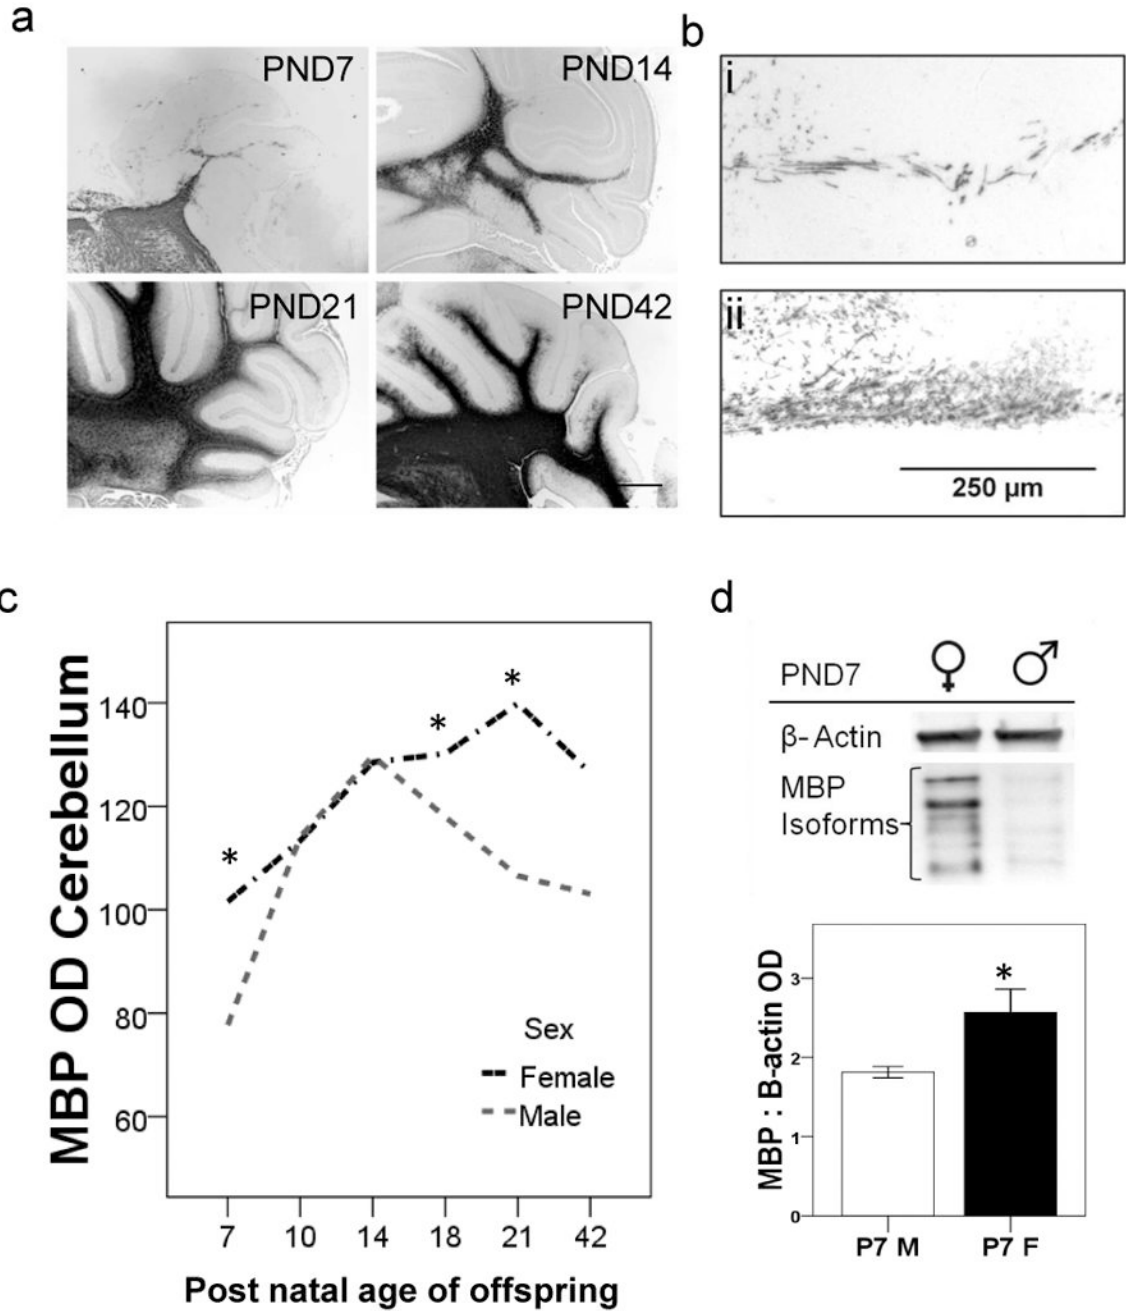 a
PND7
PND14
PND21
PND42
b
i
ii
250 µm
c
MBP OD Cerebellum
140
120
100
80
60
*
*
*
Sex
Female
Male
7 10 14 18 21 42
Post natal age of offspring
d
PND7 ♀ ♂
β- Actin
MBP
Isoforms
MBP : B-actin OD
3
2
1
0
*
P7 M P7 F